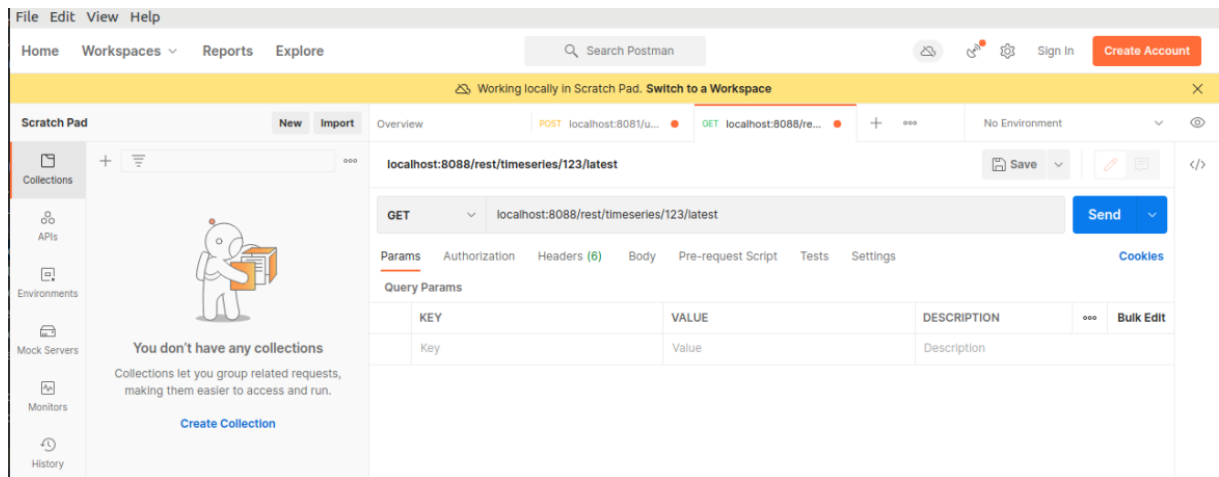 File Edit View Help
Home Workspaces Reports Explore Search Postman Sign In Create Account
Working locally in Scratch Pad. Switch to a Workspace
Scratch Pad New Import
Overview POST localhost:8081/u... GET localhost:8088/re... No Environment
Collections
APIs
Environments
Mock Servers
Monitors
History
You don't have any collections
Collections let you group related requests,
making them easier to access and run.
Create Collection
localhost:8088/rest/timeseries/123/latest Save
GET localhost:8088/rest/timeseries/123/latest Send
Params Authorization Headers (6) Body Pre-request Script Tests Settings Cookies
Query Params
KEY VALUE DESCRIPTION Bulk Edit
Key Value Description